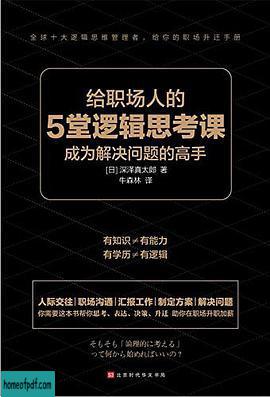 全球十大逻辑思维管理者,给你的职场升迁手册
给职场人的
5堂逻辑思考课
成为解决问题的高手
[日]深泽真太郎 著
牛森林 译
有知识≠有能力
有学历≠有逻辑
人际交往|职场沟通|汇报工作|制定方案|解决问题
你需要这本书帮你思考、表达、决策、升迁 助你在职场升职加薪
そもそも「論理的に考える」
って何から始めればいいの?
北京时代华文书局
homeofpdf.com
homeofpdf.com